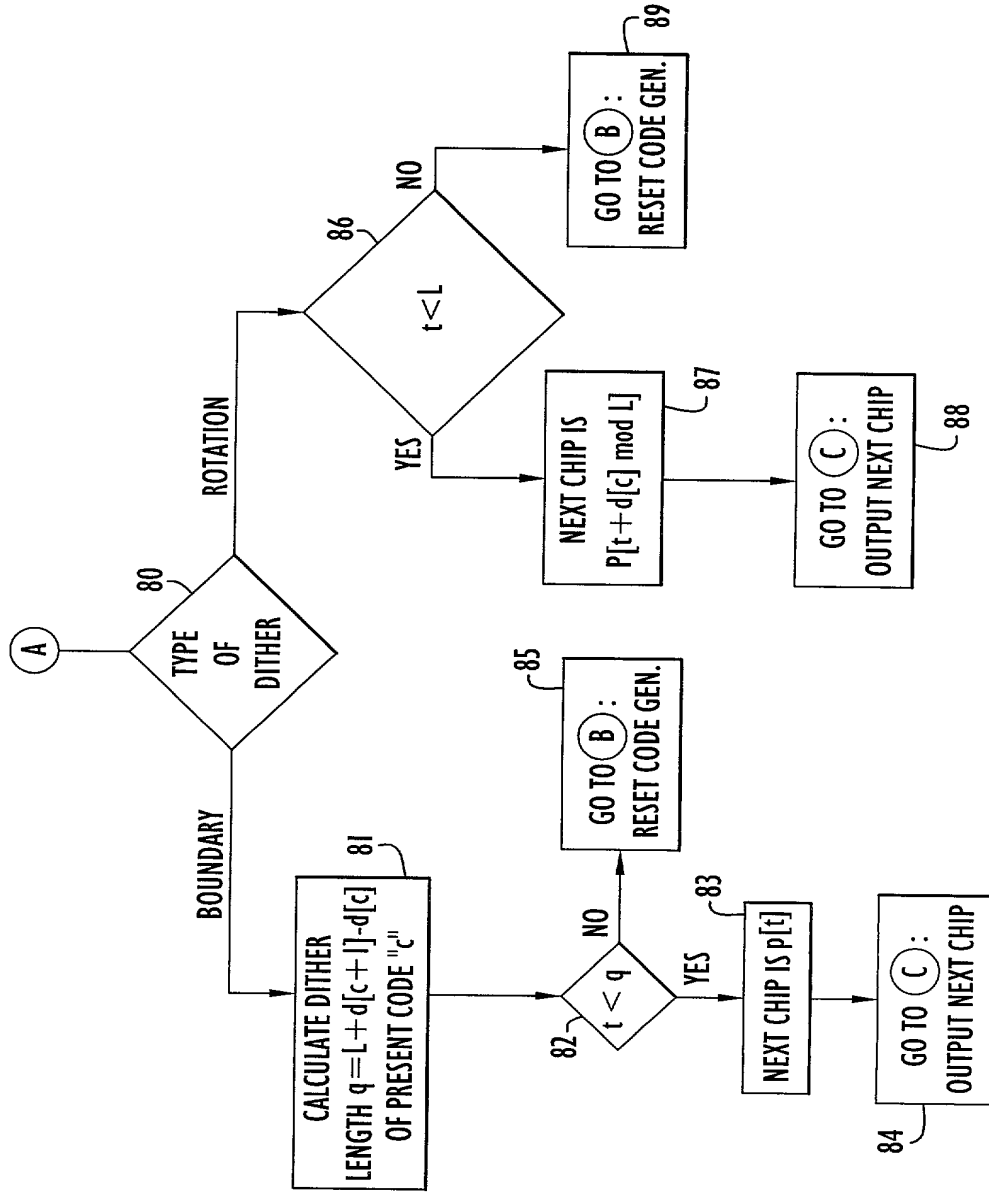 A
TYPE
OF
DITHER
80
BOUNDARY
ROTATION
CALCULATE DITHER
LENGTH q=L+d[c+1]-d[c]
OF PRESENT CODE "c"
81
t < q
82
NO
GO TO B :
RESET CODE GEN.
85
YES
NEXT CHIP IS p[t]
83
GO TO C :
OUTPUT NEXT CHIP
84
t<L
86
YES
NEXT CHIP IS
P[t+d[c] mod L]
87
GO TO C :
OUTPUT NEXT CHIP
88
NO
GO TO B :
RESET CODE GEN.
89